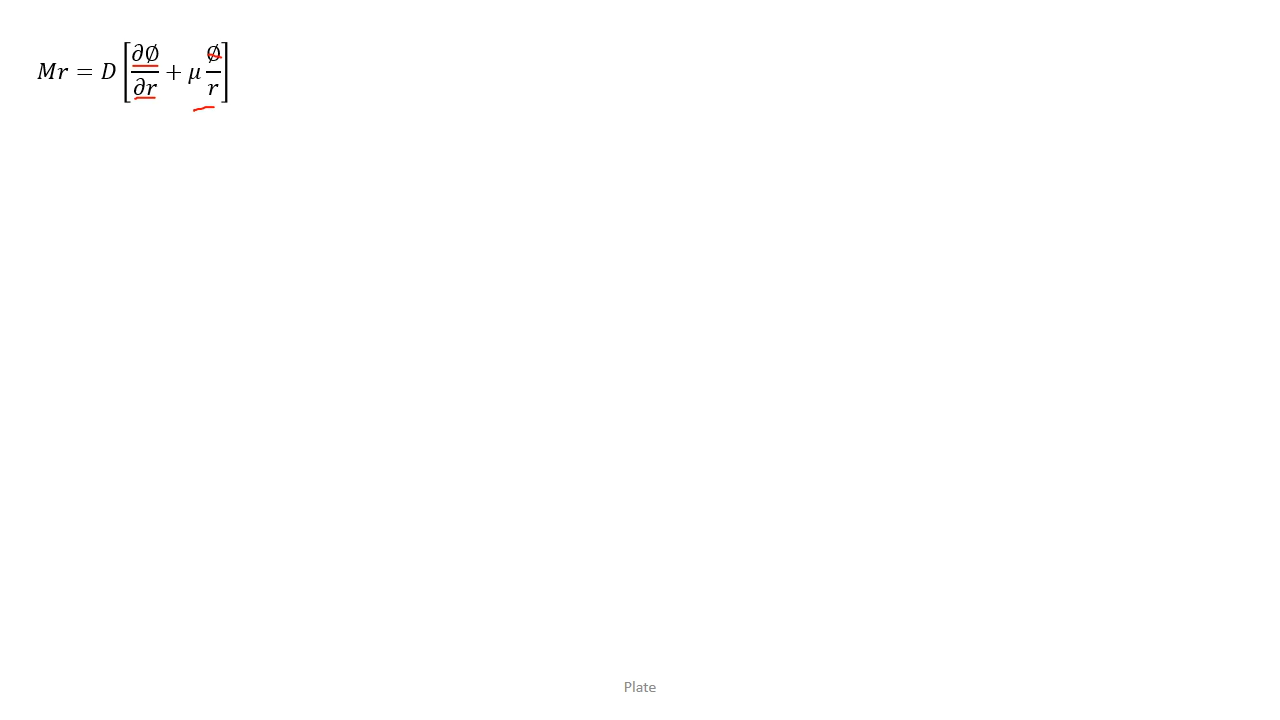 Mr = D [∂∅/∂r + μ ∅/r]
Plate